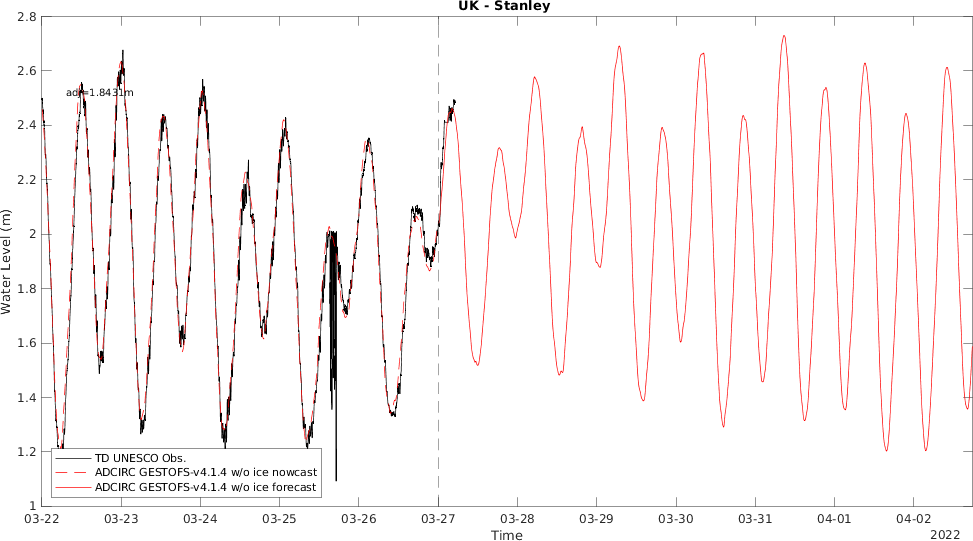 UK - Stanley
2.8
2.6
2.4
2.2
2
1.8
1.6
1.4
1.2
1
Water Level (m)
adj=1.8431m
TD UNESCO Obs.
ADCIRC GESTOFS-v4.1.4 w/o ice nowcast
ADCIRC GESTOFS-v4.1.4 w/o ice forecast
03-22 03-23 03-24 03-25 03-26 03-27 03-28 03-29 03-30 03-31 04-01 04-02
Time
2022